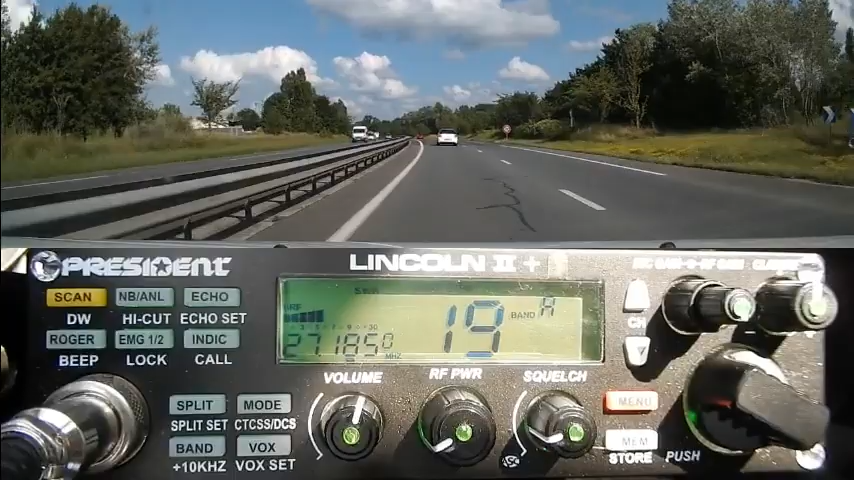 PRESIDENT
LINCOLN II +
SCAN NB/ANL ECHO
DW HI-CUT ECHO SET
ROGER EMG 1/2 INDIC
BEEP LOCK CALL
SPLIT MODE
SPLIT SET CTCSS/DCS
BAND VOX
+10KHZ VOX SET
19 BAND A
27.1850 MHZ
VOLUME RF PWR SQUELCH
CH
MENU
MEM
STORE PUSH